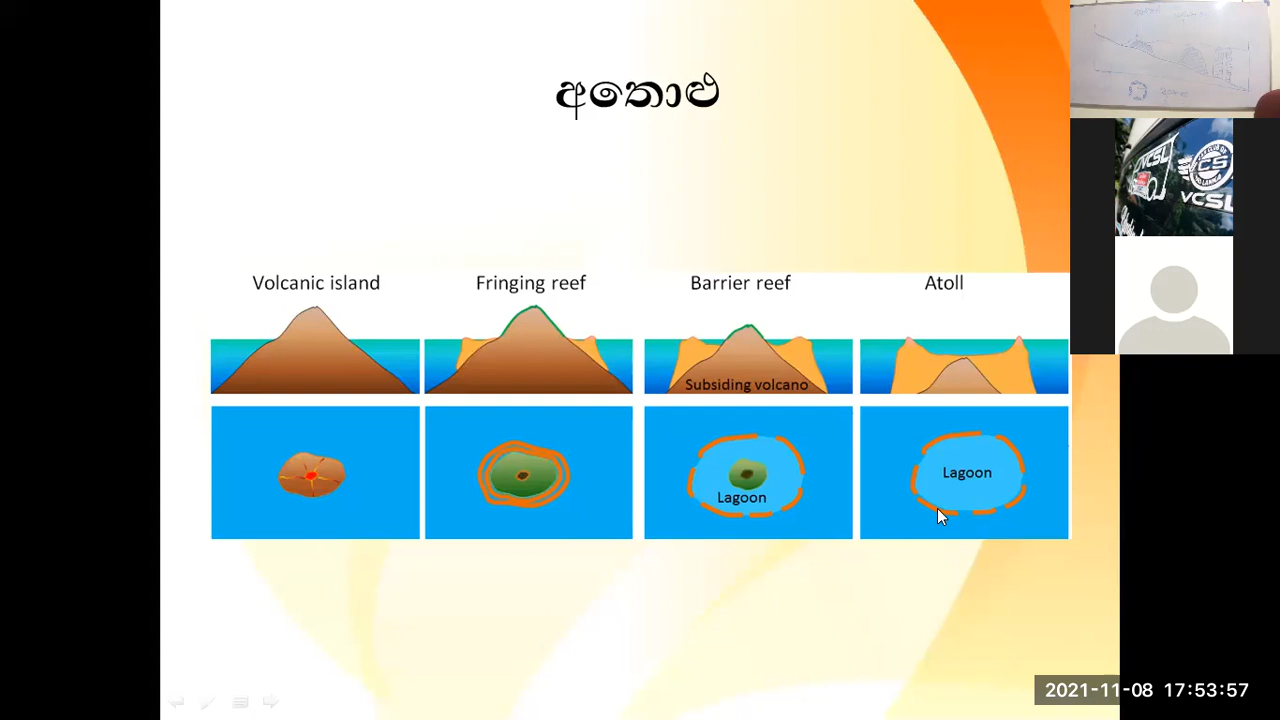 අතොළු
Volcanic island
Fringing reef
Barrier reef
Atoll
Subsiding volcano
Lagoon
Lagoon
VCSL
CS
VCSL
2021-11-08 17:53:57